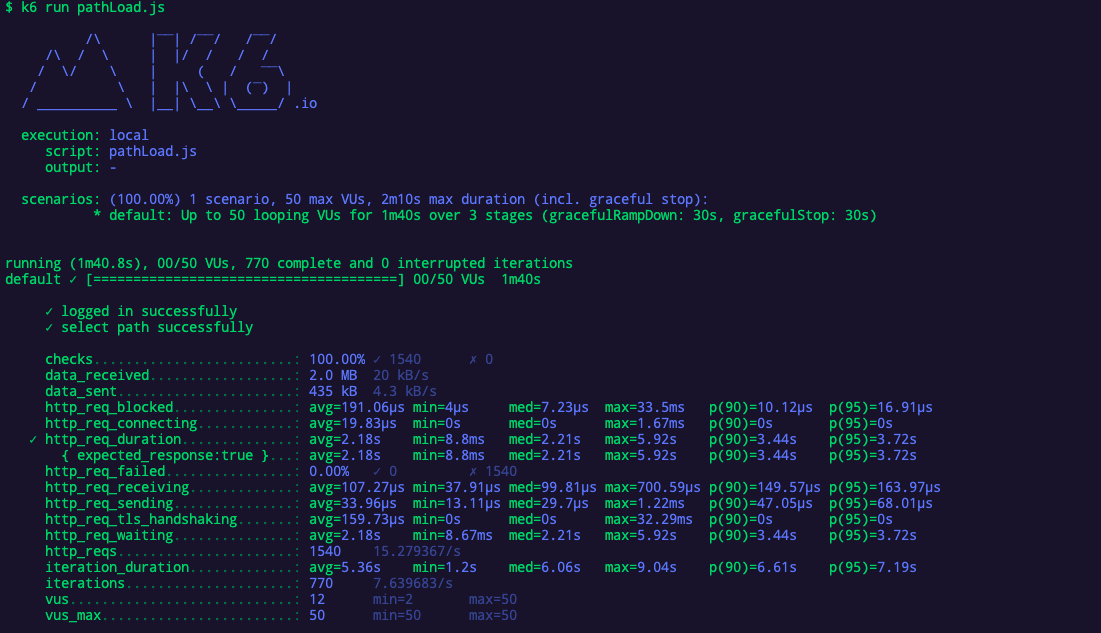 $ k6 run pathLoad.js

          /\      |‾‾| /‾‾/   /‾‾/
     /\  /  \     |  |/  /   /  /
    /  \/    \    |     (   /   ‾‾\
   /          \   |  |\  \ |  (‾)  |
  / __________ \  |__| \__\ \_____/ .io

  execution: local
     script: pathLoad.js
     output: -

  scenarios: (100.00%) 1 scenario, 50 max VUs, 2m10s max duration (incl. graceful stop):
           * default: Up to 50 looping VUs for 1m40s over 3 stages (gracefulRampDown: 30s, gracefulStop: 30s)


running (1m40.8s), 00/50 VUs, 770 complete and 0 interrupted iterations
default ✓ [======================================] 00/50 VUs  1m40s

     ✓ logged in successfully
     ✓ select path successfully

     checks.........................: 100.00% ✓ 1540      ✗ 0
     data_received..................: 2.0 MB  20 kB/s
     data_sent......................: 435 kB  4.3 kB/s
     http_req_blocked...............: avg=191.06µs min=4µs     med=7.23µs  max=33.5ms   p(90)=10.12µs  p(95)=16.91µs
     http_req_connecting............: avg=19.83µs  min=0s      med=0s      max=1.67ms   p(90)=0s       p(95)=0s
   ✓ http_req_duration..............: avg=2.18s    min=8.8ms   med=2.21s   max=5.92s    p(90)=3.44s    p(95)=3.72s
       { expected_response:true }...: avg=2.18s    min=8.8ms   med=2.21s   max=5.92s    p(90)=3.44s    p(95)=3.72s
     http_req_failed................: 0.00%   ✓ 0         ✗ 1540
     http_req_receiving.............: avg=107.27µs min=37.91µs med=99.81µs max=700.59µs p(90)=149.57µs p(95)=163.97µs
     http_req_sending...............: avg=33.96µs  min=13.11µs med=29.7µs  max=1.22ms   p(90)=47.05µs  p(95)=68.01µs
     http_req_tls_handshaking.......: avg=159.73µs min=0s      med=0s      max=32.29ms  p(90)=0s       p(95)=0s
     http_req_waiting...............: avg=2.18s    min=8.67ms  med=2.21s   max=5.92s    p(90)=3.44s    p(95)=3.72s
     http_reqs......................: 1540    15.279367/s
     iteration_duration.............: avg=5.36s    min=1.2s    med=6.06s   max=9.04s    p(90)=6.61s    p(95)=7.19s
     iterations.....................: 770     7.639683/s
     vus............................: 12      min=2       max=50
     vus_max........................: 50      min=50      max=50